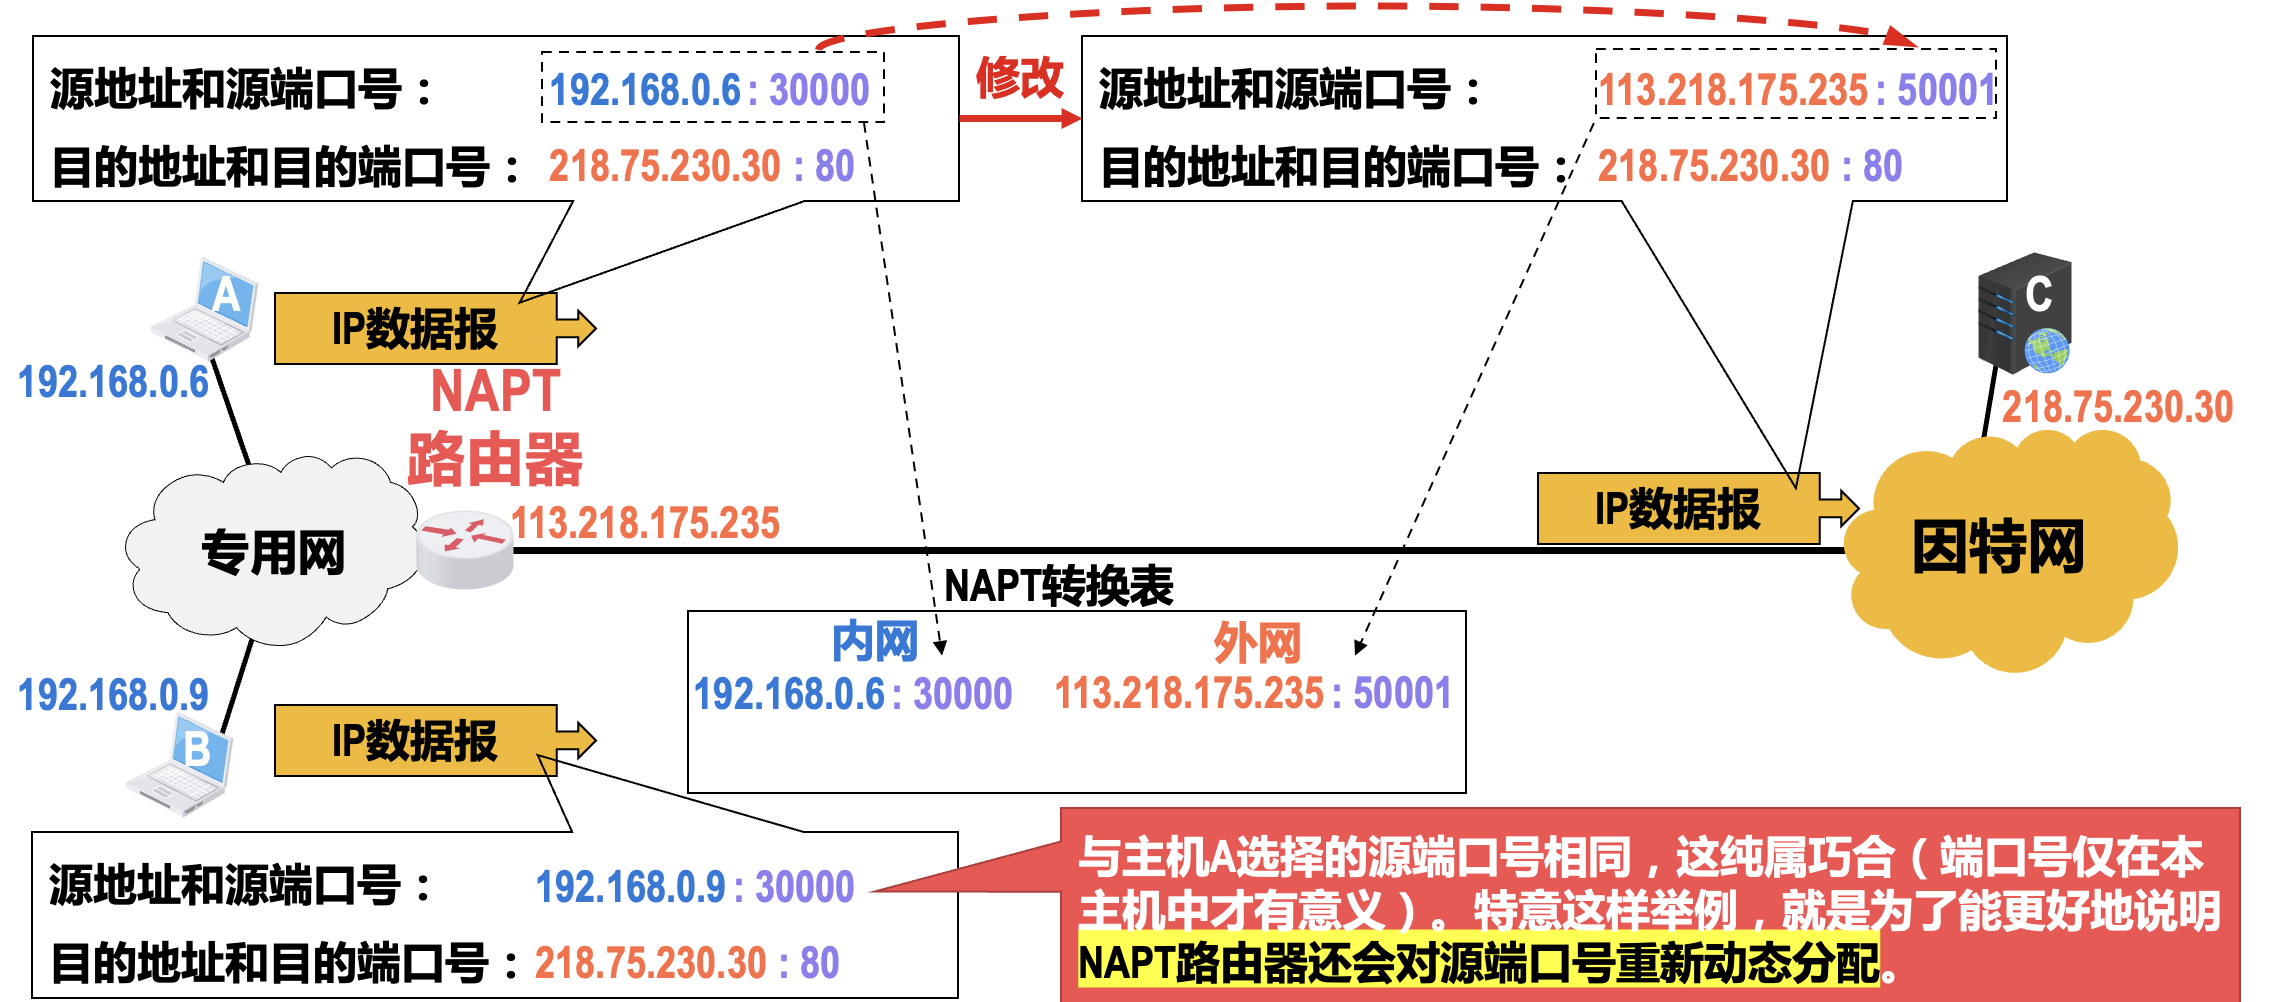 源地址和源端口号： 192.168.0.6 : 30000
目的地址和目的端口号： 218.75.230.30 : 80
修改
源地址和源端口号： 113.218.175.235 : 50001
目的地址和目的端口号： 218.75.230.30 : 80
A
IP数据报
192.168.0.6
NAPT
路由器
113.218.175.235
专用网
C
218.75.230.30
IP数据报
因特网
NAPT转换表
内网 外网
192.168.0.6 : 30000 113.218.175.235 : 50001
192.168.0.9
B
IP数据报
源地址和源端口号： 192.168.0.9 : 30000
目的地址和目的端口号： 218.75.230.30 : 80
与主机A选择的源端口号相同，这纯属巧合（端口号仅在本
主机中才有意义）。特意这样举例，就是为了能更好地说明
NAPT路由器还会对源端口号重新动态分配。